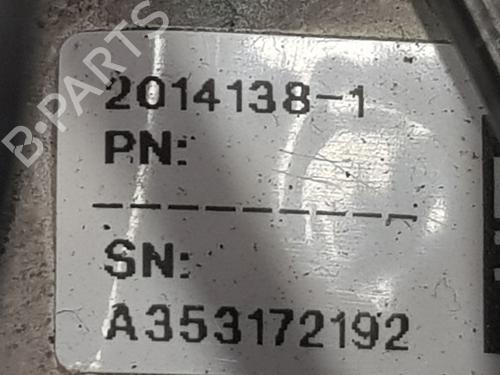 B-PARTS
2014138-1
PN:
---------
SN:
A353172192